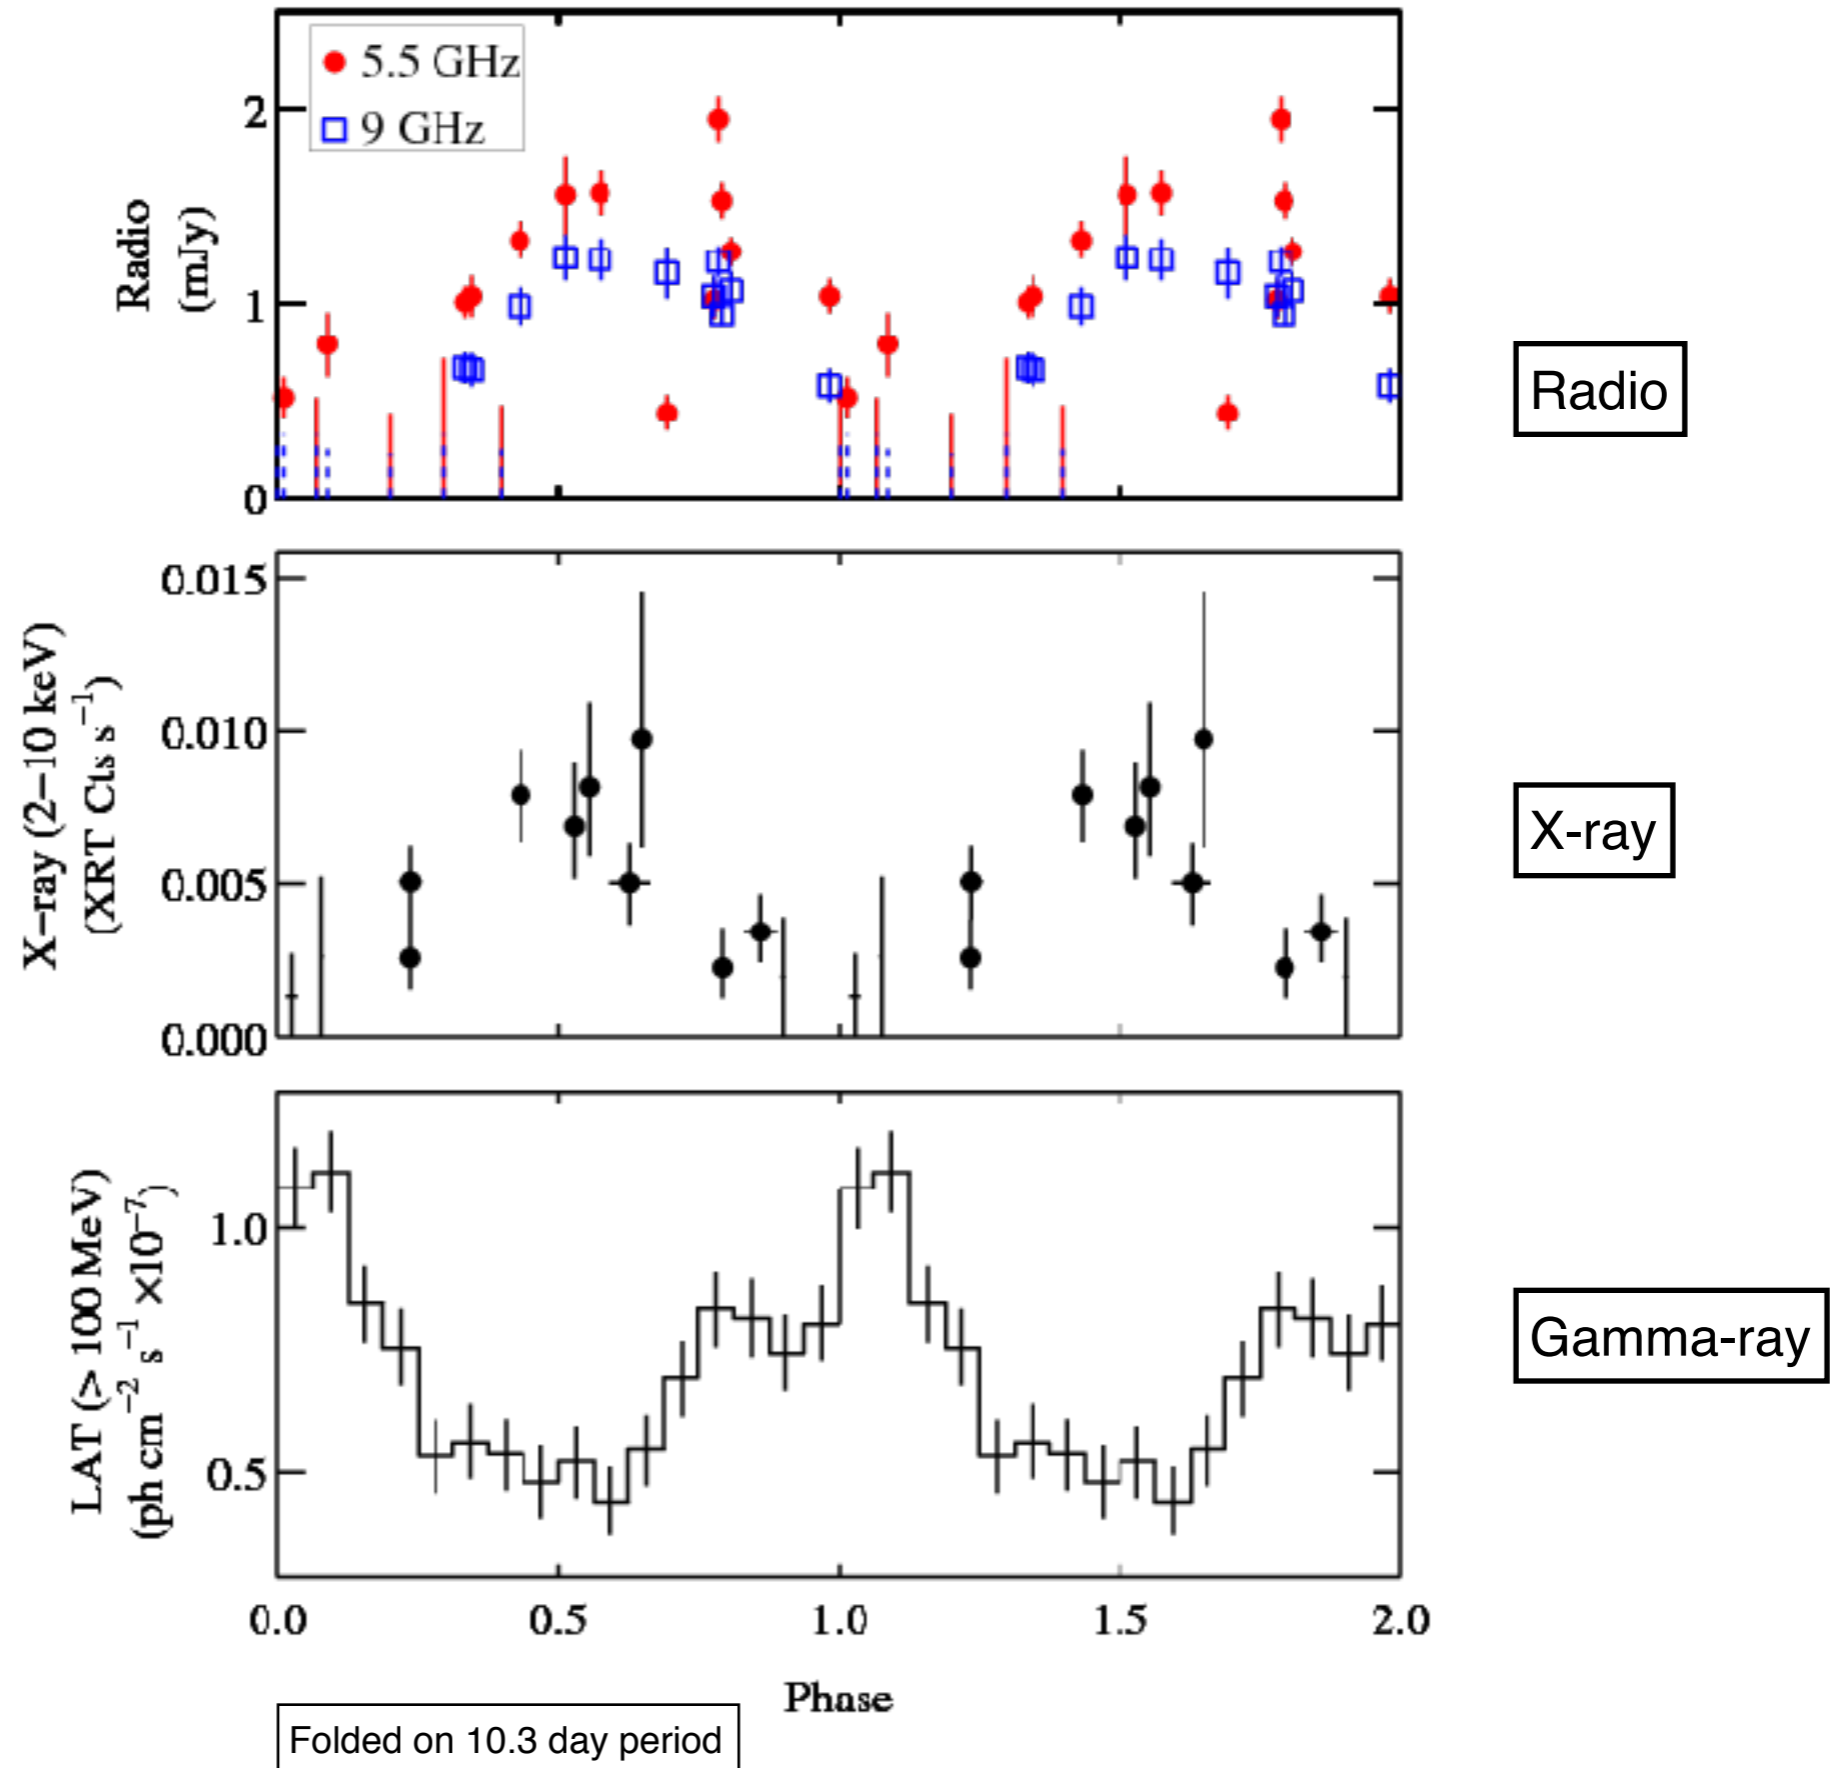 5.5 GHz
9 GHz
2
1
0
Radio
(mJy)
Radio
0.015
0.010
0.005
0.000
X−ray (2−10 keV)
(XRT Cts s⁻¹)
X-ray
1.0
0.5
LAT (> 100 MeV)
(ph cm⁻² s⁻¹ ×10⁻⁷)
Gamma-ray
0.0 0.5 1.0 1.5 2.0
Phase
Folded on 10.3 day period